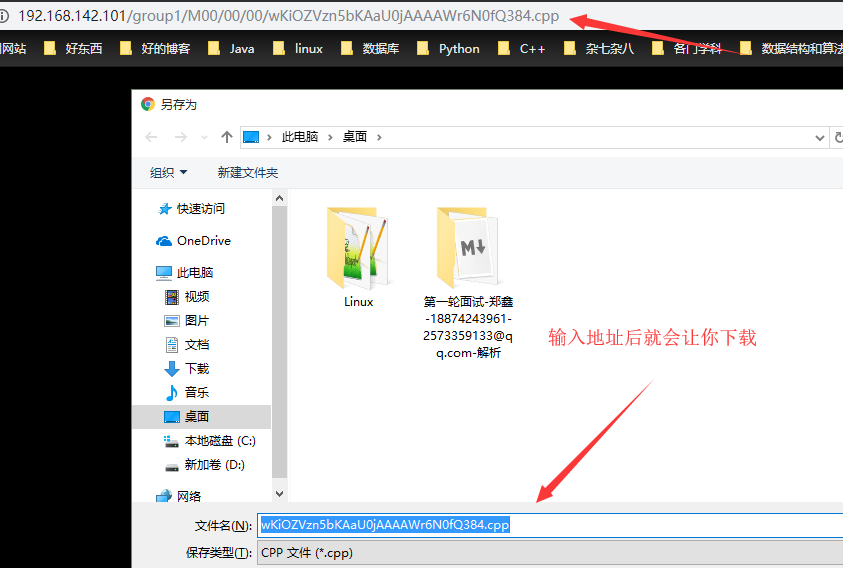 192.168.142.101/group1/M00/00/00/wKiOZVzn5bKAaU0jAAAAWr6N0fQ384.cpp
网站 好东西 好的博客 Java linux 数据库 Python C++ 杂七杂八 各门学科 数据结构和算法
另存为
此电脑 桌面
组织 新建文件夹
快速访问
OneDrive
此电脑
视频
图片
文档
下载
音乐
桌面
本地磁盘 (C:)
新加卷 (D:)
网络
Linux
M
第一轮面试-郑鑫
-18874243961-
2573359133@q
q.com-解析
输入地址后就会让你下载
文件名(N): wKiOZVzn5bKAaU0jAAAAWr6N0fQ384.cpp
保存类型(T): CPP 文件 (*.cpp)